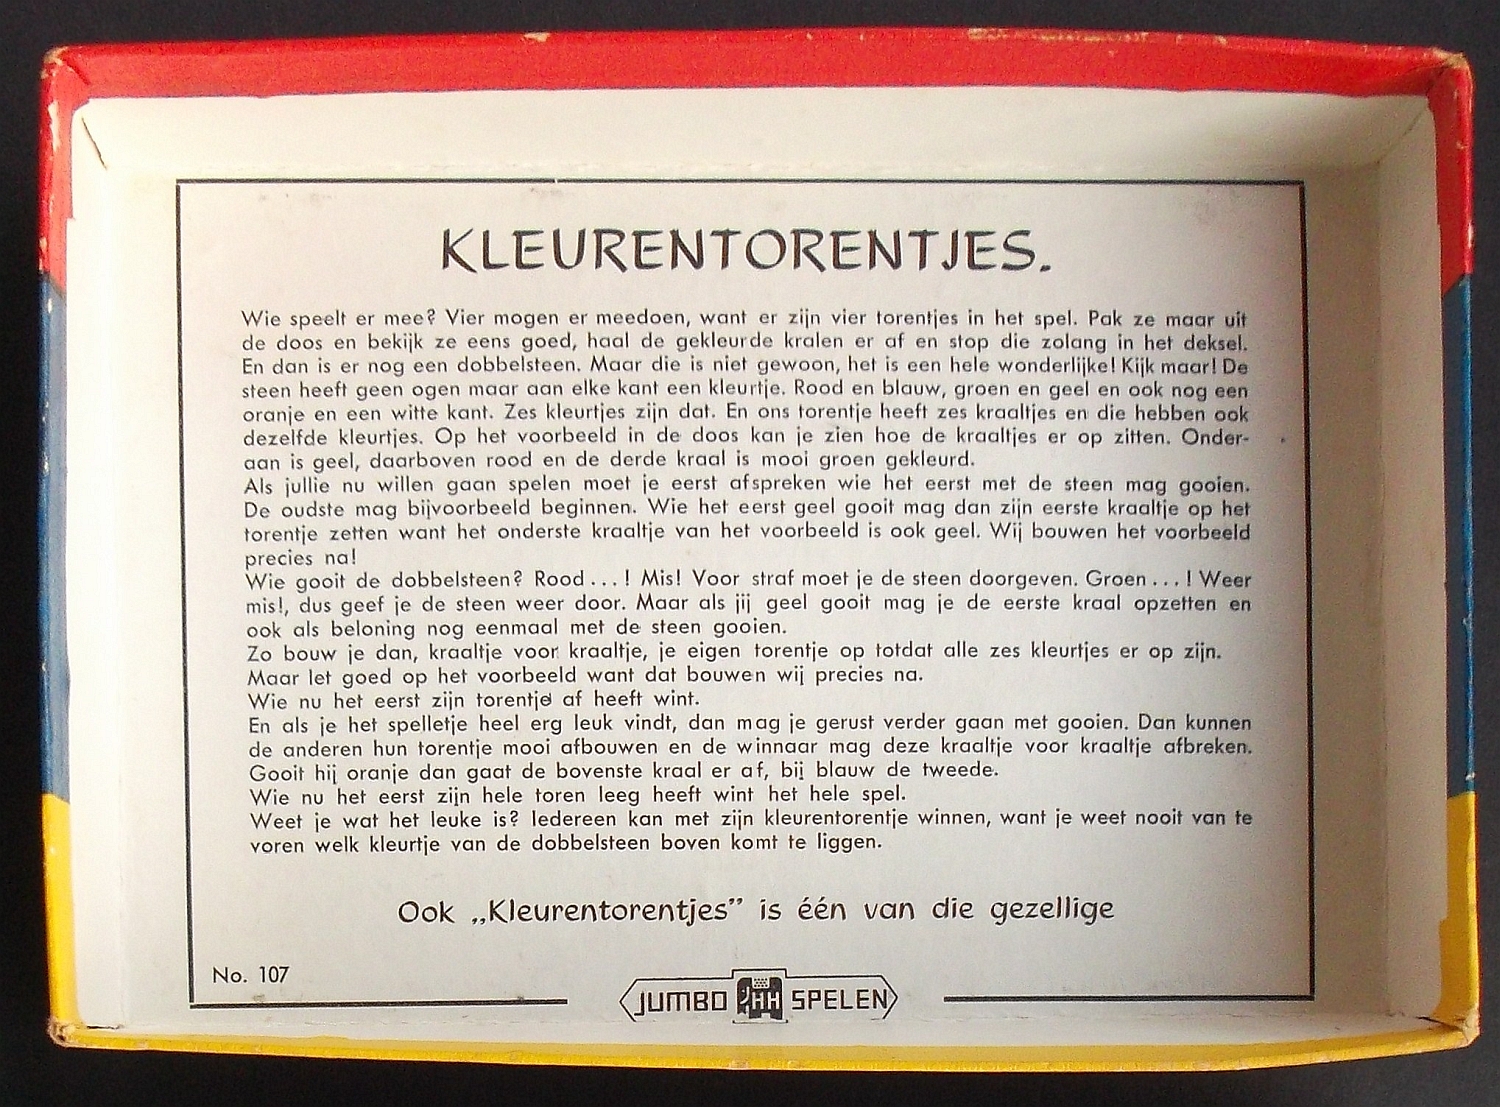 KLEURENTORENTJES.
Wie speelt er mee? Vier mogen er meedoen, want er zijn vier torentjes in het spel. Pak ze maar uit
de doos en bekijk ze eens goed, haal de gekleurde kralen er af en stop die zolang in het deksel.
En dan is er nog een dobbelsteen. Maar die is niet gewoon, het is een hele wonderlijke! Kijk maar! De
steen heeft geen ogen maar aan elke kant een kleurtje. Rood en blauw, groen en geel en ook nog een
oranje en een witte kant. Zes kleurtjes zijn dat. En ons torentje heeft zes kraaltjes en die hebben ook
dezelfde kleurtjes. Op het voorbeeld in de doos kan je zien hoe de kraaltjes er op zitten. Onder-
aan is geel, daarboven rood en de derde kraal is mooi groen gekleurd.
Als jullie nu willen gaan spelen moet je eerst afspreken wie het eerst met de steen mag gooien.
De oudste mag bijvoorbeeld beginnen. Wie het eerst geel gooit mag dan zijn eerste kraaltje op het
torentje zetten want het onderste kraaltje van het voorbeeld is ook geel. Wij bouwen het voorbeeld
precies na!
Wie gooit de dobbelsteen? Rood...! Mis! Voor straf moet je de steen doorgeven. Groen...! Weer
mis!, dus geef je de steen weer door. Maar als jij geel gooit mag je de eerste kraal opzetten en
ook als beloning nog eenmaal met de steen gooien.
Zo bouw je dan, kraaltje voor kraaltje, je eigen torentje op totdat alle zes kleurtjes er op zijn.
Maar let goed op het voorbeeld want dat bouwen wij precies na.
Wie nu het eerst zijn torentje af heeft wint.
En als je het spelletje heel erg leuk vindt, dan mag je gerust verder gaan met gooien. Dan kunnen
de anderen hun torentje mooi afbouwen en de winnaar mag deze kraaltje voor kraaltje afbreken.
Gooit hij oranje dan gaat de bovenste kraal er af, bij blauw de tweede.
Wie nu het eerst zijn hele toren leeg heeft wint het hele spel.
Weet je wat het leuke is? Iedereen kan met zijn kleurentorentje winnen, want je weet nooit van te
voren welk kleurtje van de dobbelsteen boven komt te liggen.
Ook „Kleurentorentjes” is één van die gezellige
No. 107
JUMBO HH SPELEN